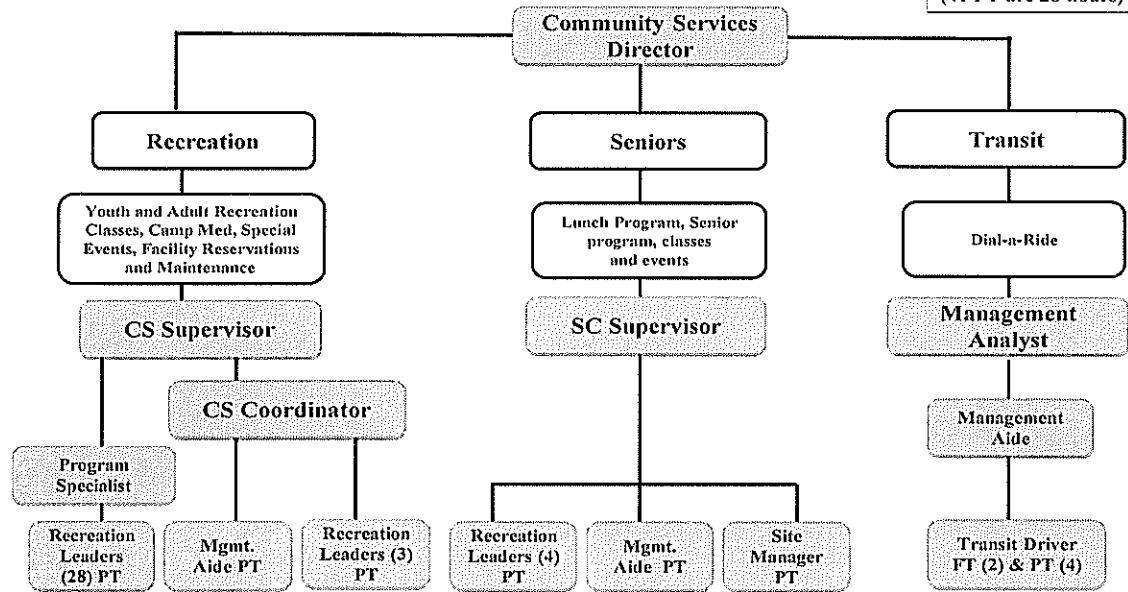 Community Services
Director
Recreation
Seniors
Transit
Youth and Adult Recreation
Classes, Camp Med, Special
Events, Facility Reservations
and Maintenance
Lunch Program, Senior
program, classes
and events
Dial-a-Ride
CS Supervisor
SC Supervisor
Management
Analyst
CS Coordinator
Management
Aide
Program
Specialist
Recreation
Leaders
(28) PT
Mgmt.
Aide PT
Recreation
Leaders (3)
PT
Recreation
Leaders (4)
PT
Mgmt.
Aide PT
Site
Manager
PT
Transit Driver
FT (2) & PT (4)